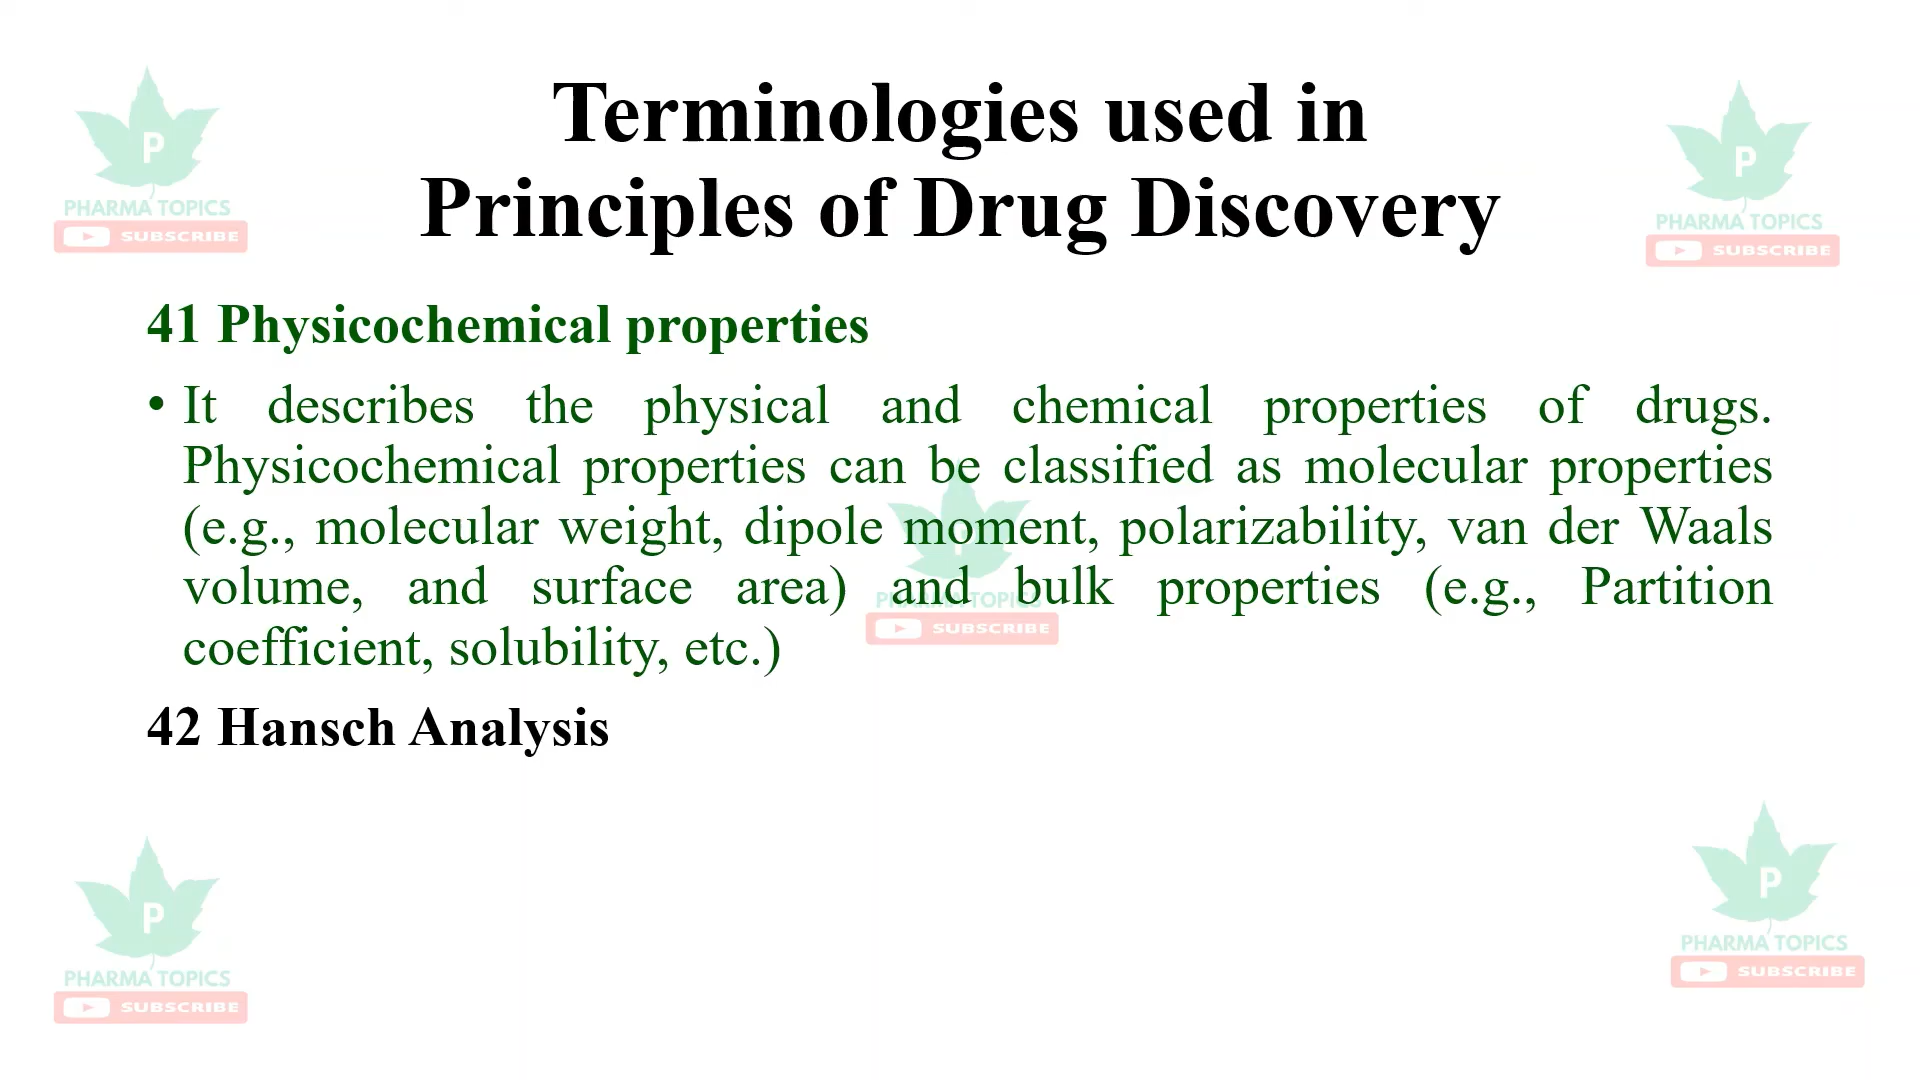 Terminologies used in
Principles of Drug Discovery
P
PHARMA TOPICS
SUBSCRIBE
P
PHARMA TOPICS
SUBSCRIBE
41 Physicochemical properties
• It describes the physical and chemical properties of drugs.
Physicochemical properties can be classified as molecular properties
(e.g., molecular weight, dipole moment, polarizability, van der Waals
volume, and surface area) and bulk properties (e.g., Partition
coefficient, solubility, etc.)
PHARMA TOPICS
SUBSCRIBE
42 Hansch Analysis
P
PHARMA TOPICS
SUBSCRIBE
P
PHARMA TOPICS
SUBSCRIBE